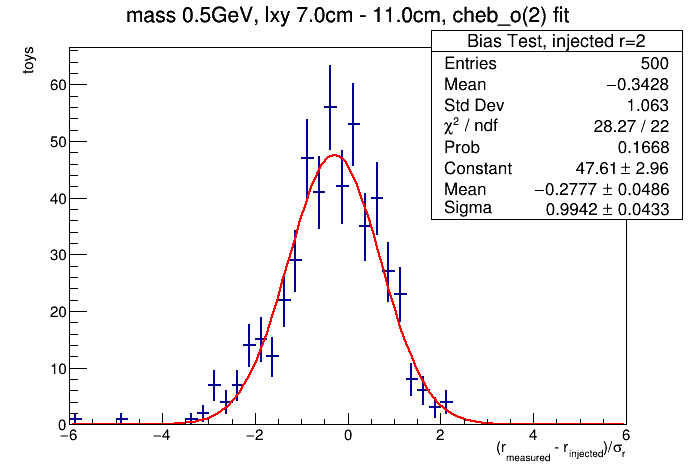 mass 0.5GeV, lxy 7.0cm - 11.0cm, cheb_o(2) fit
toys
Bias Test, injected r=2
Entries 500
Mean −0.3428
Std Dev 1.063
χ² / ndf 28.27 / 22
Prob 0.1668
Constant 47.61 ± 2.96
Mean −0.2777 ± 0.0486
Sigma 0.9942 ± 0.0433
60
50
40
30
20
10
0
−6 −4 −2 0 2 4 6
(r_measured - r_injected)/σ_r